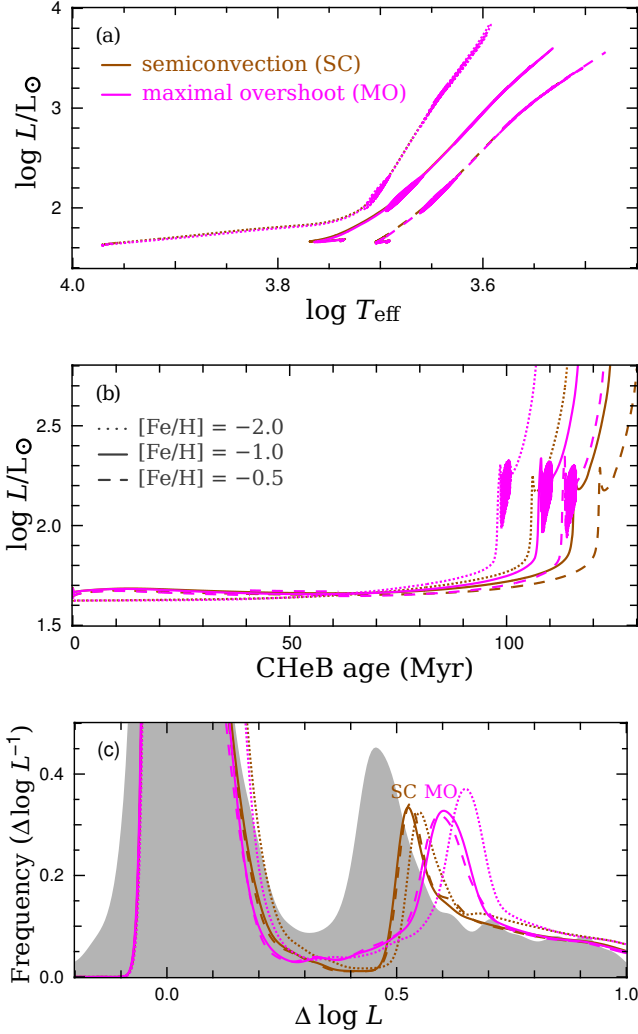 (a)
semiconvection (SC)
maximal overshoot (MO)
log L/L⊙
4
3
2
4.0
3.8
3.6
log Teff
(b)
[Fe/H] = −2.0
[Fe/H] = −1.0
[Fe/H] = −0.5
log L/L⊙
2.5
2.0
1.5
0
50
100
CHeB age (Myr)
(c)
SC MO
Frequency (Δlog L⁻¹)
0.4
0.2
0.0
0.0
0.5
1.0
Δ log L